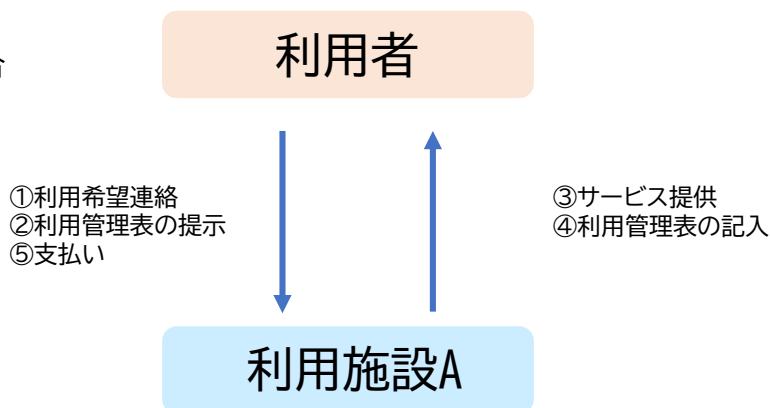 利用者
合
①利用希望連絡
②利用管理表の提示
⑤支払い
③サービス提供
④利用管理表の記入
利用施設A